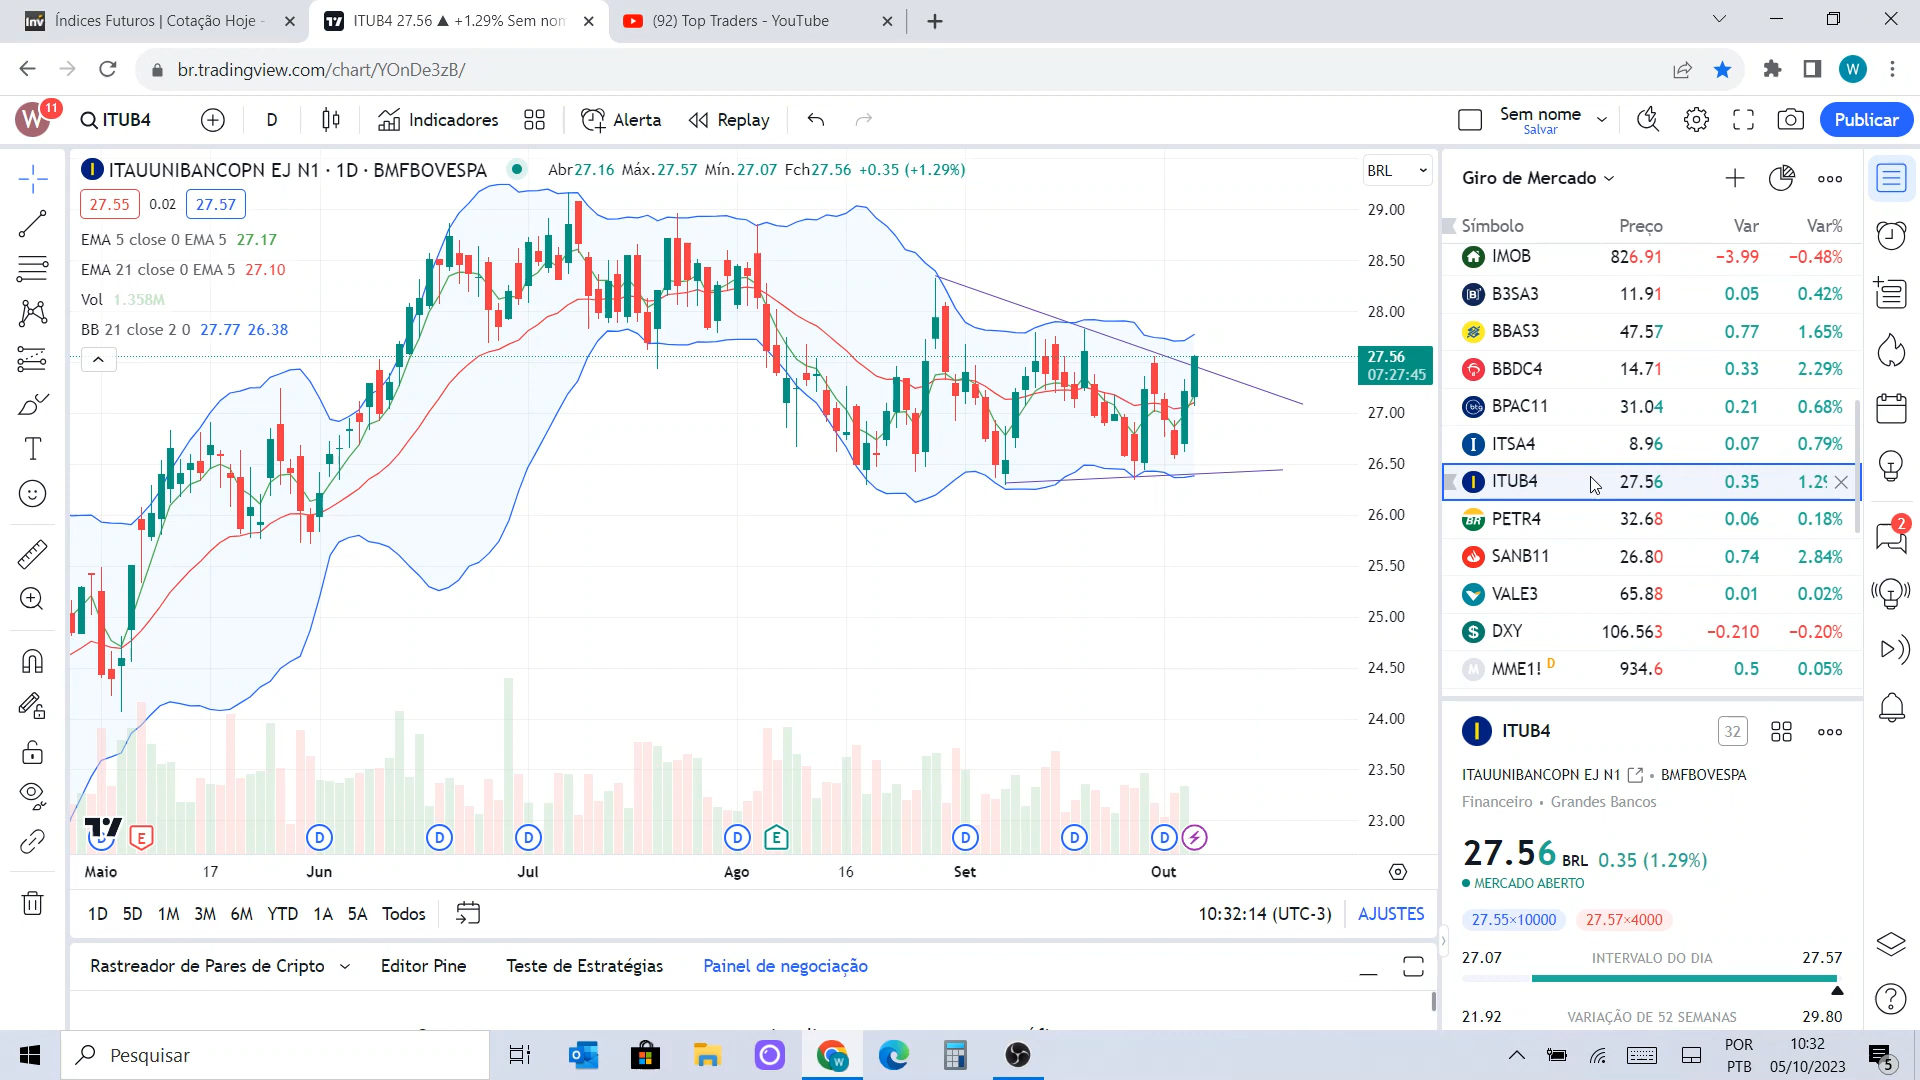 Índices Futuros | Cotação Hoje -
ITUB4 27.56 ▲ +1.29% Sem nom
(92) Top Traders - YouTube
br.tradingview.com/chart/YOnDe3zB/
W
W
11
ITUB4
D
Indicadores
Alerta
Replay
Sem nome
Salvar
Publicar
ITAUUNIBANCOPN EJ N1 · 1D · BMFBOVESPA
Abr27.16 Máx.27.57 Mín.27.07 Fch27.56 +0.35 (+1.29%)
BRL
27.55 0.02 27.57
EMA 5 close 0 EMA 5 27.17
EMA 21 close 0 EMA 5 27.10
Vol 1.358M
BB 21 close 2 0 27.77 26.38
29.00
28.50
28.00
27.56
07:27:45
27.00
26.50
26.00
25.50
25.00
24.50
24.00
23.50
23.00
D E D D D D E D D D
Maio 17 Jun Jul Ago 16 Set Out
1D 5D 1M 3M 6M YTD 1A 5A Todos
10:32:14 (UTC-3) AJUSTES
Rastreador de Pares de Cripto
Editor Pine
Teste de Estratégias
Painel de negociação
Giro de Mercado
Símbolo Preço Var Var%
IMOB 826.91 −3.99 −0.48%
B3SA3 11.91 0.05 0.42%
BBAS3 47.57 0.77 1.65%
BBDC4 14.71 0.33 2.29%
BPAC11 31.04 0.21 0.68%
ITSA4 8.96 0.07 0.79%
ITUB4 27.56 0.35 1.29
PETR4 32.68 0.06 0.18%
SANB11 26.80 0.74 2.84%
VALE3 65.88 0.01 0.02%
DXY 106.563 −0.210 −0.20%
MME1! D 934.6 0.5 0.05%
ITUB4
32
ITAUUNIBANCOPN EJ N1 • BMFBOVESPA
Financeiro • Grandes Bancos
27.56 BRL 0.35 (1.29%)
MERCADO ABERTO
27.55×10000 27.57×4000
27.07 INTERVALO DO DIA 27.57
21.92 VARIAÇÃO DE 52 SEMANAS 29.80
2
Pesquisar
POR
PTB
10:32
05/10/2023
5